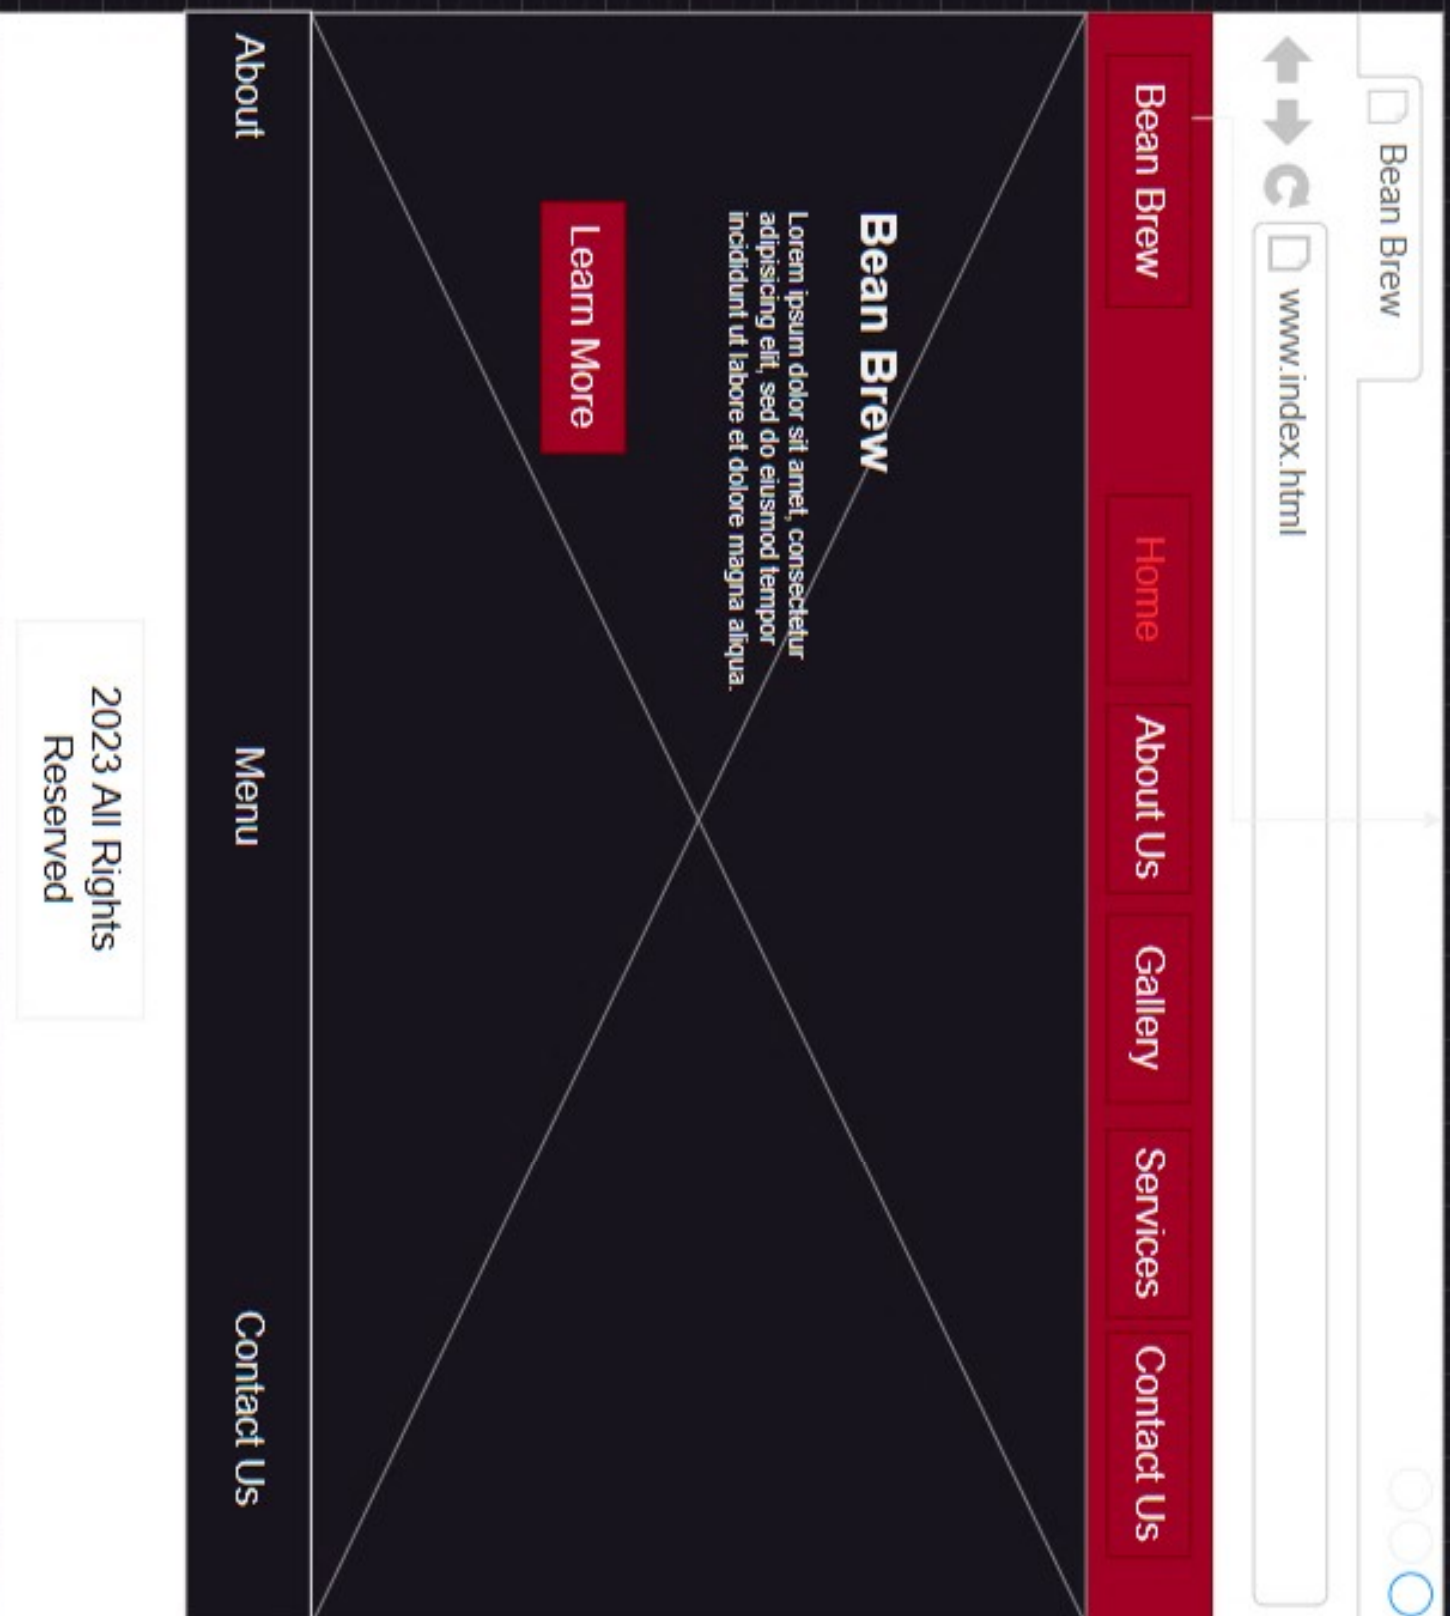 Bean Brew
www.index.html
Bean Brew
Home
About Us
Gallery
Services
Contact Us
Bean Brew
Lorem ipsum dolor sit amet, consectetur
adipisicing elit, sed do eiusmod tempor
incididunt ut labore et dolore magna aliqua.
Learn More
About
Menu
Contact Us
2023 All Rights
Reserved